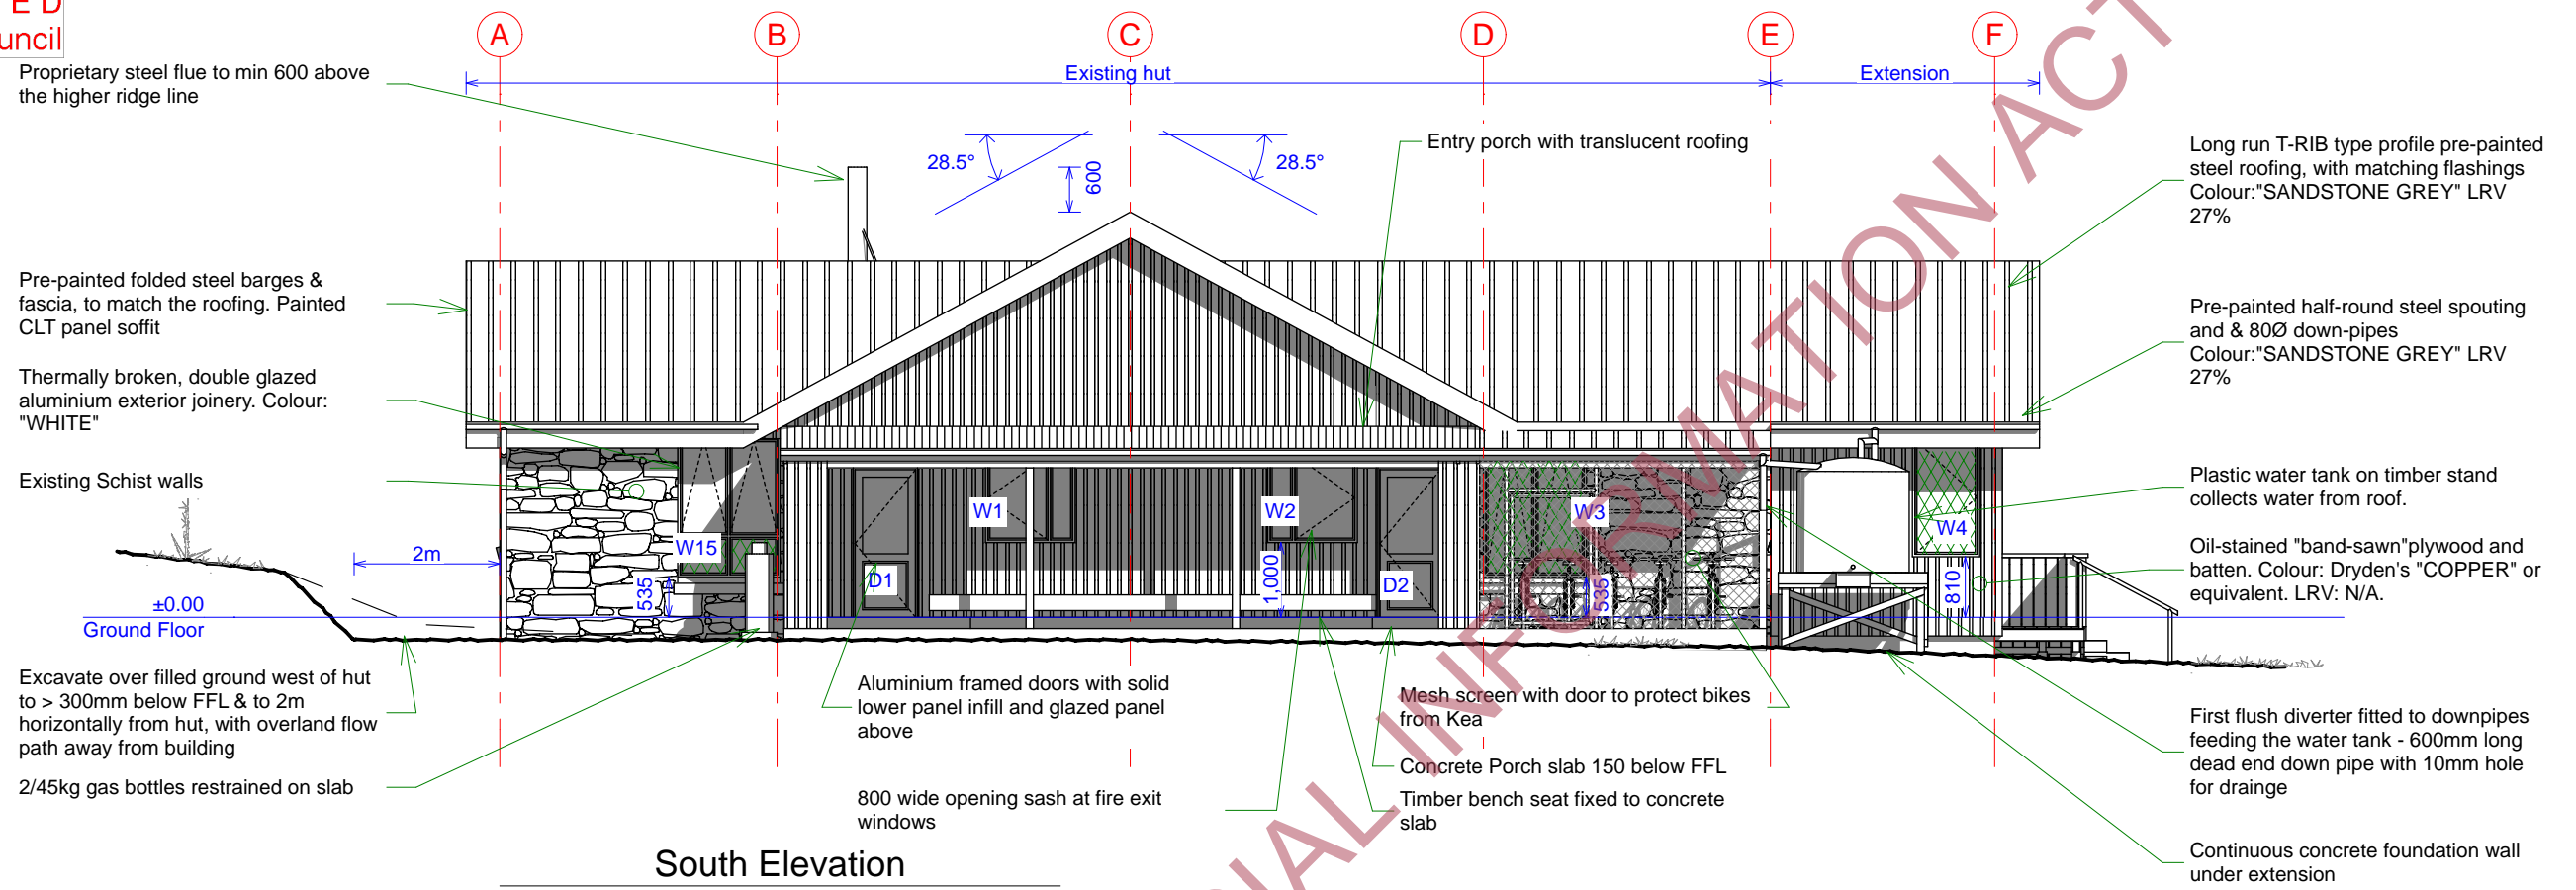 E D
uncil
A
B
C
D
E
F
Existing hut
Extension
Proprietary steel flue to min 600 above
the higher ridge line
28.5°
600
28.5°
Entry porch with translucent roofing
Long run T-RIB type profile pre-painted
steel roofing, with matching flashings
Colour:"SANDSTONE GREY" LRV
27%
Pre-painted folded steel barges &
fascia, to match the roofing. Painted
CLT panel soffit
Pre-painted half-round steel spouting
and & 80Ø down-pipes
Colour:"SANDSTONE GREY" LRV
27%
Thermally broken, double glazed
aluminium exterior joinery. Colour:
"WHITE"
Existing Schist walls
Plastic water tank on timber stand
collects water from roof.
W15
W1
W2
W3
W4
D1
D2
2m
535
1,000
535
810
Oil-stained "band-sawn"plywood and
batten. Colour: Dryden's "COPPER" or
equivalent. LRV: N/A.
±0.00
Ground Floor
Excavate over filled ground west of hut
to > 300mm below FFL & to 2m
horizontally from hut, with overland flow
path away from building
2/45kg gas bottles restrained on slab
Aluminium framed doors with solid
lower panel infill and glazed panel
above
800 wide opening sash at fire exit
windows
Mesh screen with door to protect bikes
from Kea
Concrete Porch slab 150 below FFL
Timber bench seat fixed to concrete
slab
First flush diverter fitted to downpipes
feeding the water tank - 600mm long
dead end down pipe with 10mm hole
for drainge
Continuous concrete foundation wall
under extension
South Elevation
IAL INFORMATION ACT